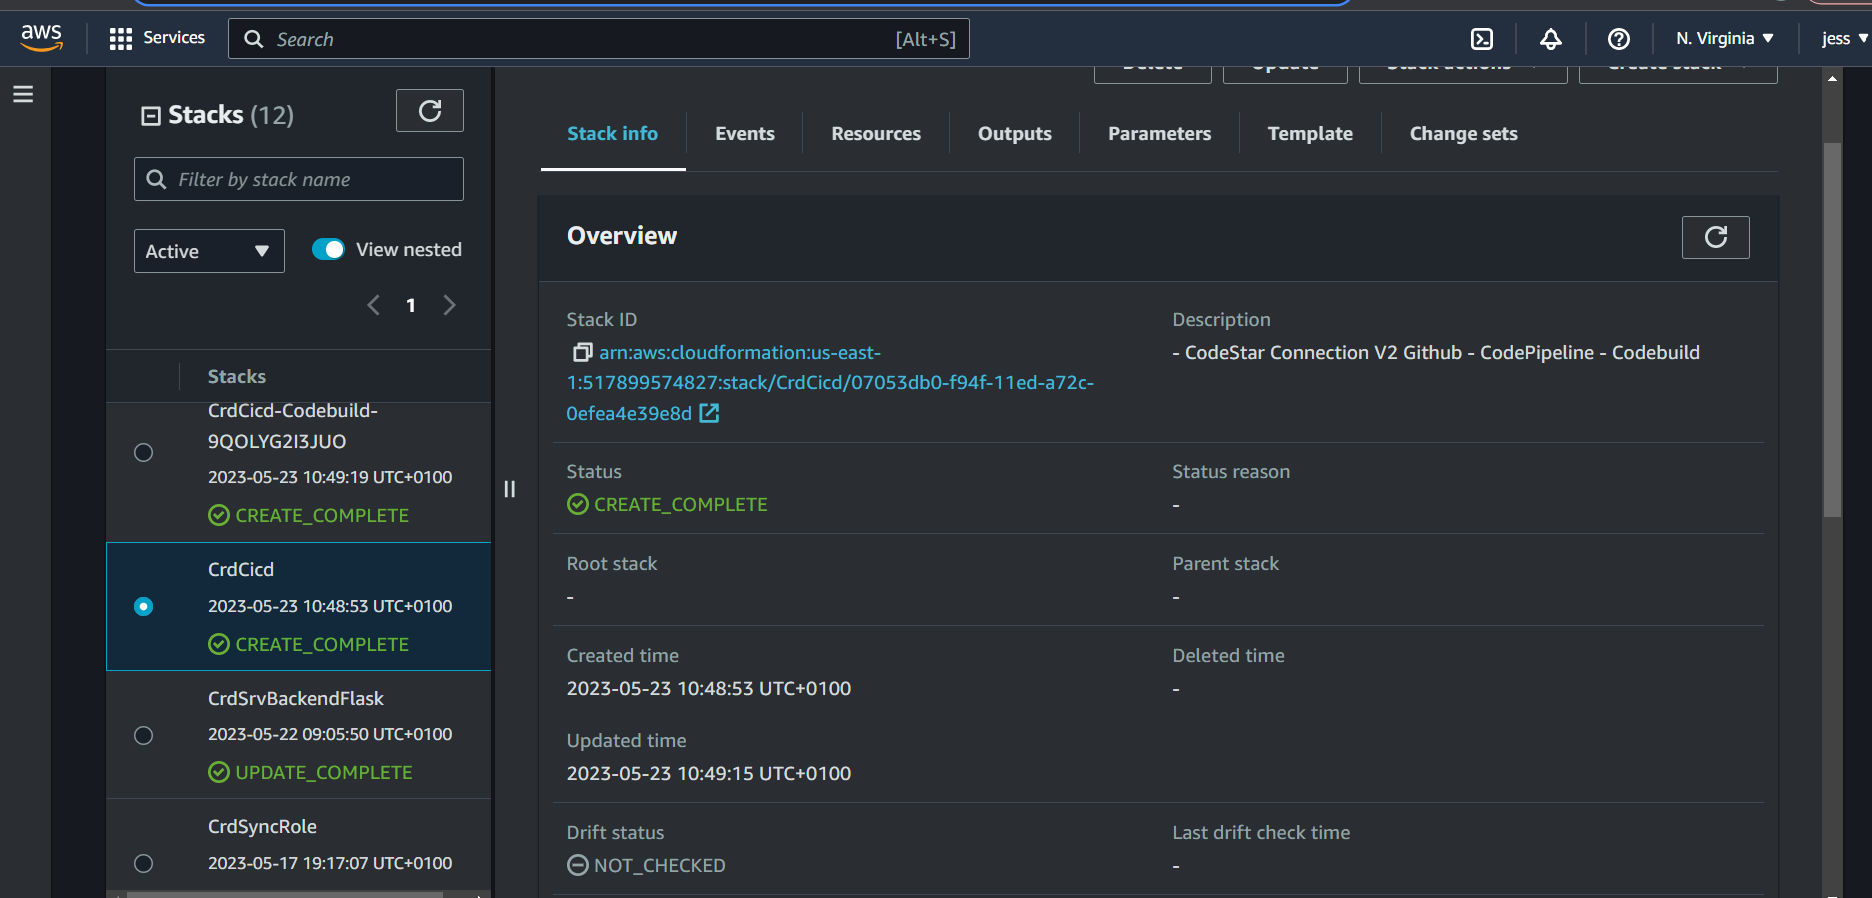 aws
Services
Search
[Alt+S]
N. Virginia
jess
Delete
Update
Stack actions
Create stack
Stacks (12)
Filter by stack name
Active
View nested
1
Stacks
CrdCicd-Codebuild-
9QOLYG2I3JUO
2023-05-23 10:49:19 UTC+0100
CREATE_COMPLETE
CrdCicd
2023-05-23 10:48:53 UTC+0100
CREATE_COMPLETE
CrdSrvBackendFlask
2023-05-22 09:05:50 UTC+0100
UPDATE_COMPLETE
CrdSyncRole
2023-05-17 19:17:07 UTC+0100
Stack info
Events
Resources
Outputs
Parameters
Template
Change sets
Overview
Stack ID
arn:aws:cloudformation:us-east-
1:517899574827:stack/CrdCicd/07053db0-f94f-11ed-a72c-
0efea4e39e8d
Description
- CodeStar Connection V2 Github - CodePipeline - Codebuild
Status
CREATE_COMPLETE
Status reason
-
Root stack
-
Parent stack
-
Created time
2023-05-23 10:48:53 UTC+0100
Deleted time
-
Updated time
2023-05-23 10:49:15 UTC+0100
Drift status
NOT_CHECKED
Last drift check time
-